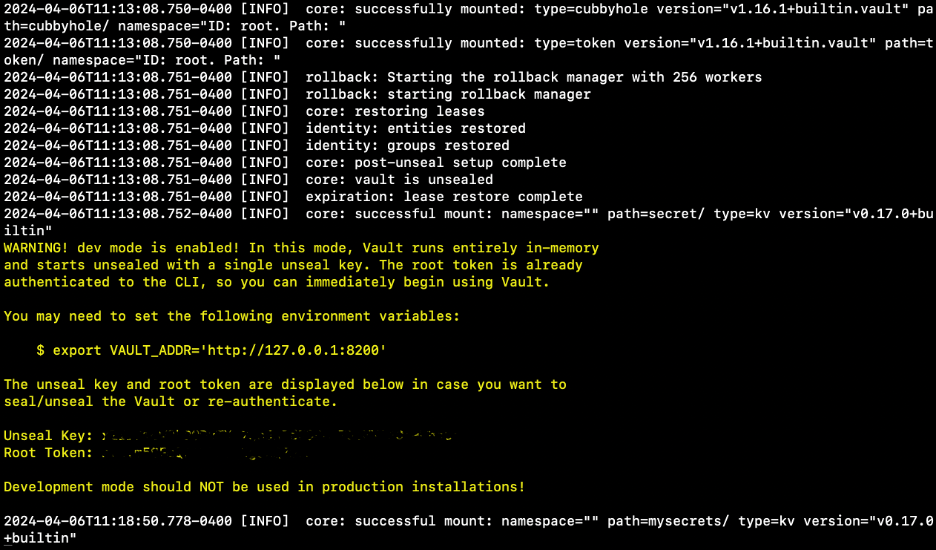 2024-04-06T11:13:08.750-0400 [INFO]  core: successfully mounted: type=cubbyhole version="v1.16.1+builtin.vault" pa
th=cubbyhole/ namespace="ID: root. Path: "
2024-04-06T11:13:08.750-0400 [INFO]  core: successfully mounted: type=token version="v1.16.1+builtin.vault" path=t
oken/ namespace="ID: root. Path: "
2024-04-06T11:13:08.751-0400 [INFO]  rollback: Starting the rollback manager with 256 workers
2024-04-06T11:13:08.751-0400 [INFO]  rollback: starting rollback manager
2024-04-06T11:13:08.751-0400 [INFO]  core: restoring leases
2024-04-06T11:13:08.751-0400 [INFO]  identity: entities restored
2024-04-06T11:13:08.751-0400 [INFO]  identity: groups restored
2024-04-06T11:13:08.751-0400 [INFO]  core: post-unseal setup complete
2024-04-06T11:13:08.751-0400 [INFO]  core: vault is unsealed
2024-04-06T11:13:08.751-0400 [INFO]  expiration: lease restore complete
2024-04-06T11:13:08.752-0400 [INFO]  core: successful mount: namespace="" path=secret/ type=kv version="v0.17.0+bu
iltin"
WARNING! dev mode is enabled! In this mode, Vault runs entirely in-memory
and starts unsealed with a single unseal key. The root token is already
authenticated to the CLI, so you can immediately begin using Vault.
You may need to set the following environment variables:
    $ export VAULT_ADDR='http://127.0.0.1:8200'
The unseal key and root token are displayed below in case you want to
seal/unseal the Vault or re-authenticate.
Unseal Key:
Root Token:
Development mode should NOT be used in production installations!
2024-04-06T11:18:50.778-0400 [INFO]  core: successful mount: namespace="" path=mysecrets/ type=kv version="v0.17.0
+builtin"